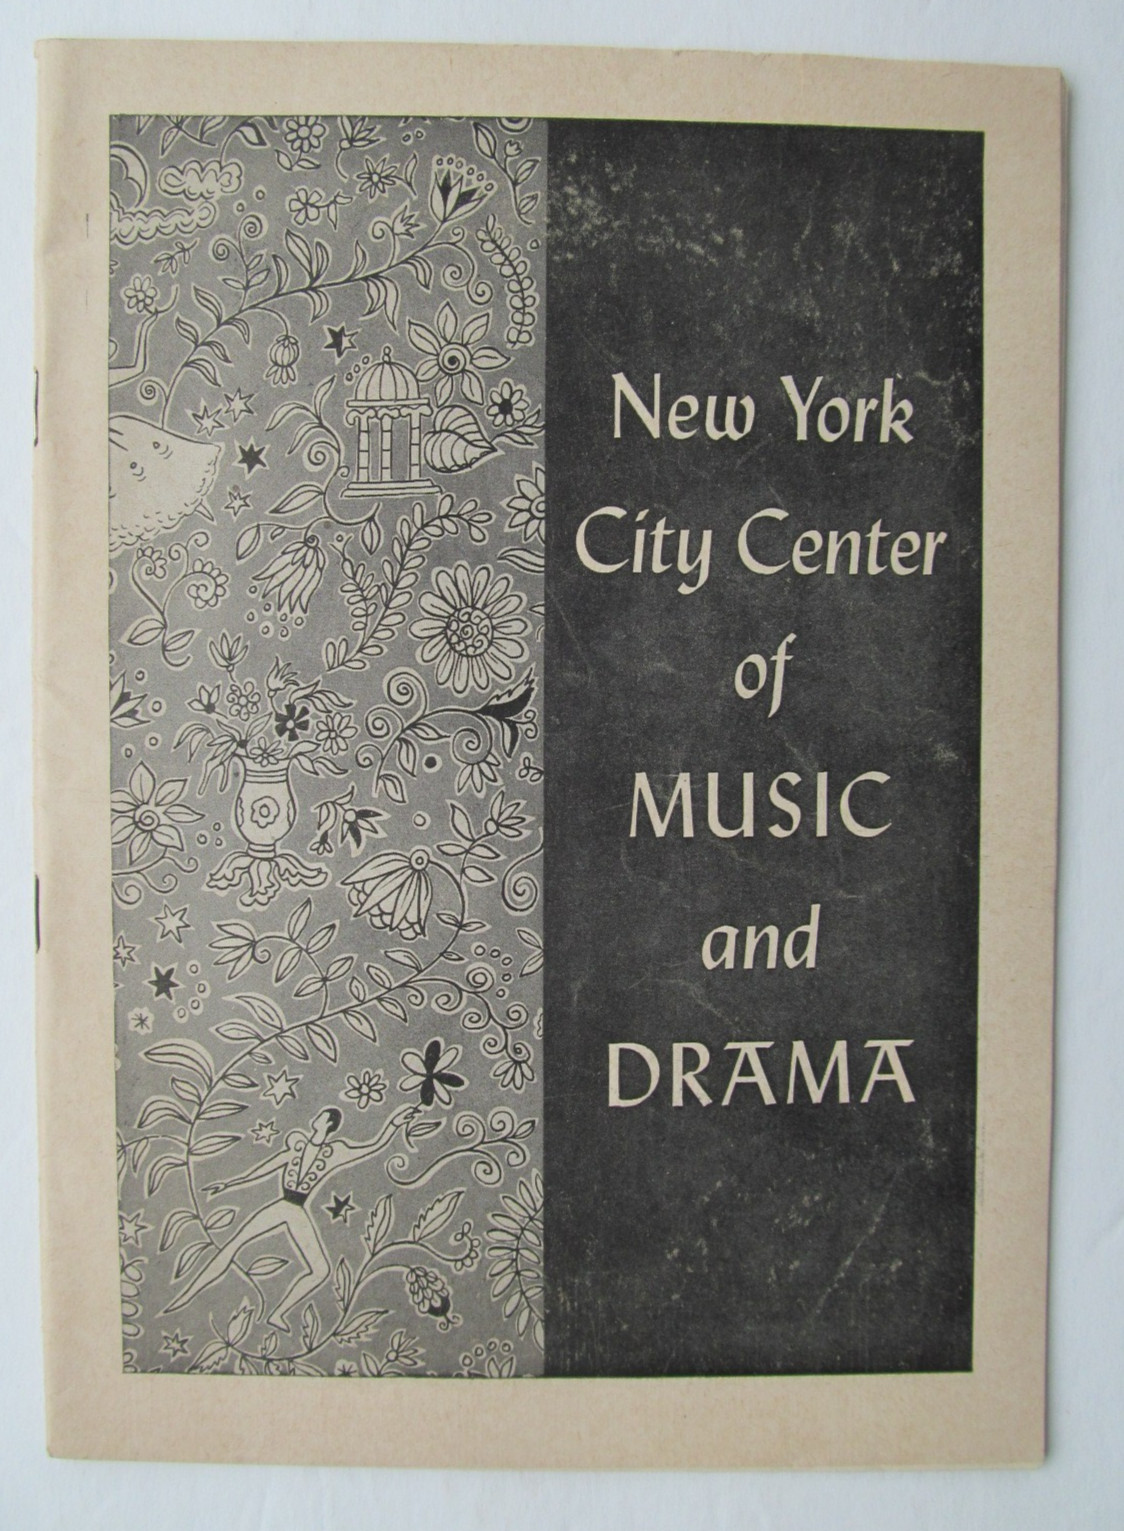 New York
City Center
of
MUSIC
and
DRAMA